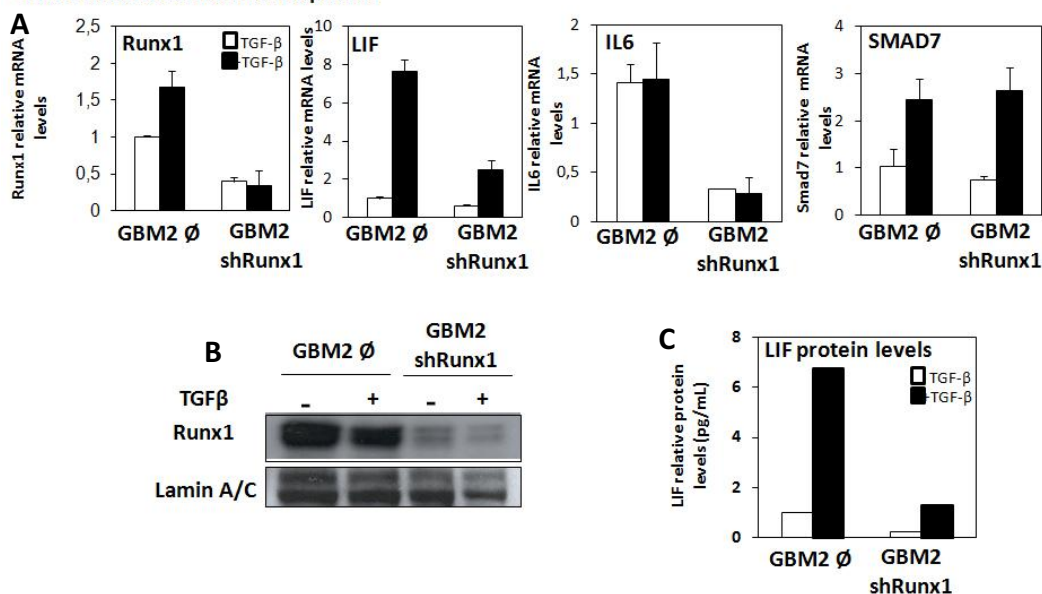 A
Runx1 relative mRNA
levels
2,5
2
1,5
1
0,5
0
Runx1
TGF-β
TGF-β
GBM2 Ø
GBM2
shRunx1
LIF relative mRNA levels
10
8
6
4
2
0
LIF
GBM2 Ø
GBM2
shRunx1
IL6 relative mRNA
levels
2
1,5
1
0,5
0
IL6
GBM2 Ø
GBM2
shRunx1
Smad7 relative mRNA
levels
4
3
2
1
0
SMAD7
GBM2 Ø
GBM2
shRunx1
B
GBM2 Ø
GBM2
shRunx1
TGFβ - + - +
Runx1
Lamin A/C
C
LIF relative protein
levels (pg/mL)
8
6
4
2
0
LIF protein levels
TGF-β
+TGF-β
GBM2 Ø
GBM2
shRunx1